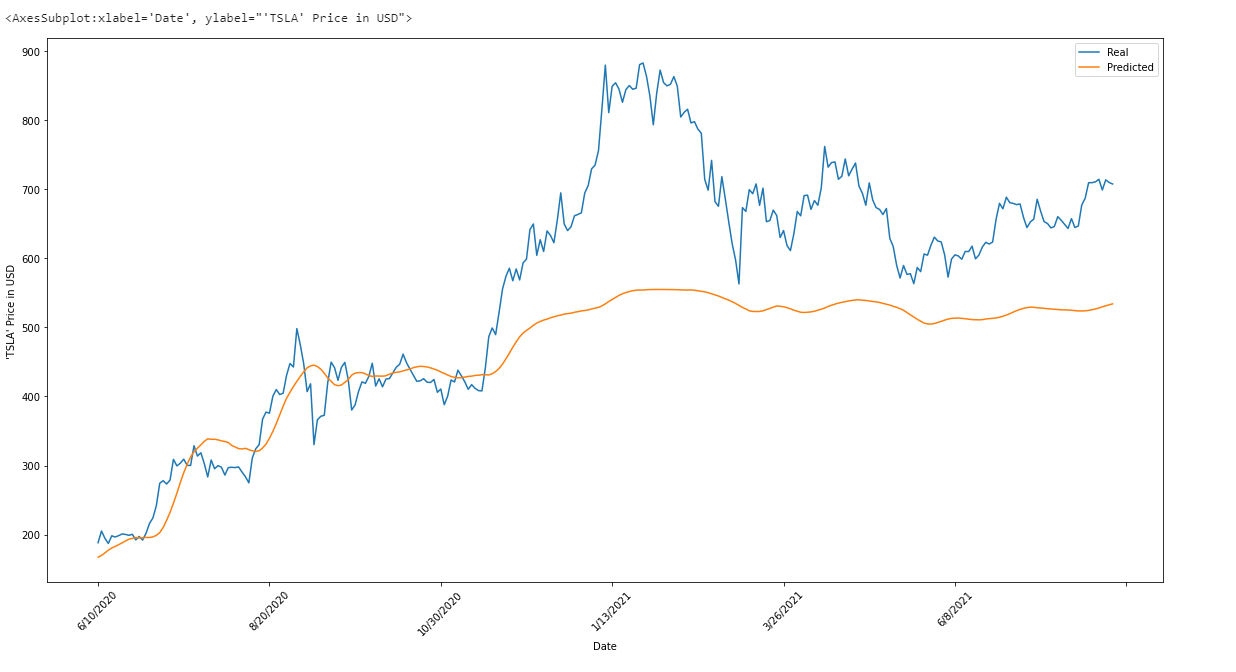 <AxesSubplot:xlabel='Date', ylabel="'TSLA' Price in USD">
Real
Predicted
900
800
700
600
500
400
300
200
'TSLA' Price in USD
6/10/2020
8/20/2020
10/30/2020
1/13/2021
3/26/2021
6/8/2021
Date